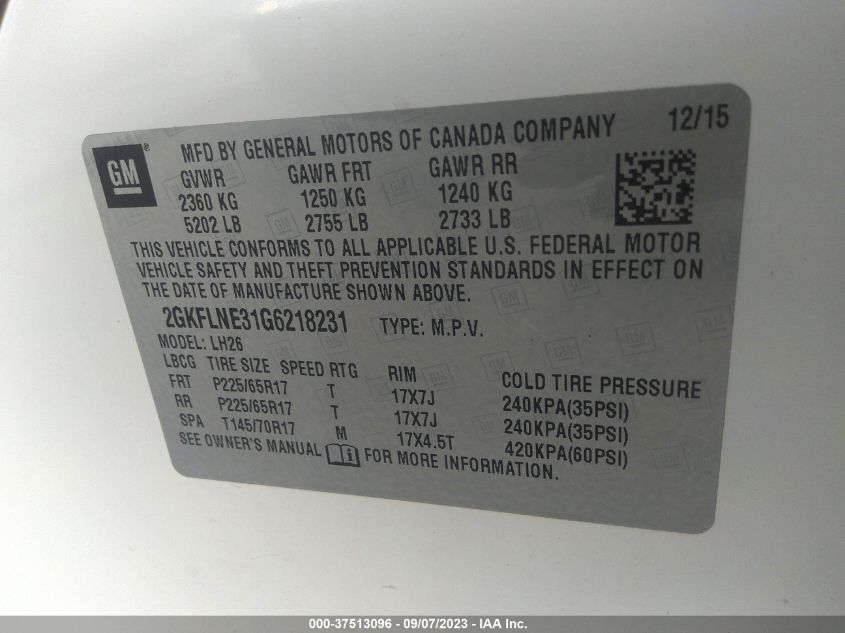 GM
MFD BY GENERAL MOTORS OF CANADA COMPANY 12/15
GVWR GAWR FRT GAWR RR
2360 KG 1250 KG 1240 KG
5202 LB 2755 LB 2733 LB
THIS VEHICLE CONFORMS TO ALL APPLICABLE U.S. FEDERAL MOTOR
VEHICLE SAFETY AND THEFT PREVENTION STANDARDS IN EFFECT ON
THE DATE OF MANUFACTURE SHOWN ABOVE.
2GKFLNE31G6218231 TYPE: M.P.V.
MODEL: LH26
LBCG TIRE SIZE SPEED RTG RIM COLD TIRE PRESSURE
FRT P225/65R17 T 17X7J 240KPA(35PSI)
RR P225/65R17 T 17X7J 240KPA(35PSI)
SPA T145/70R17 M 17X4.5T 420KPA(60PSI)
SEE OWNER'S MANUAL FOR MORE INFORMATION.
000-37513096 - 09/07/2023 - IAA Inc.